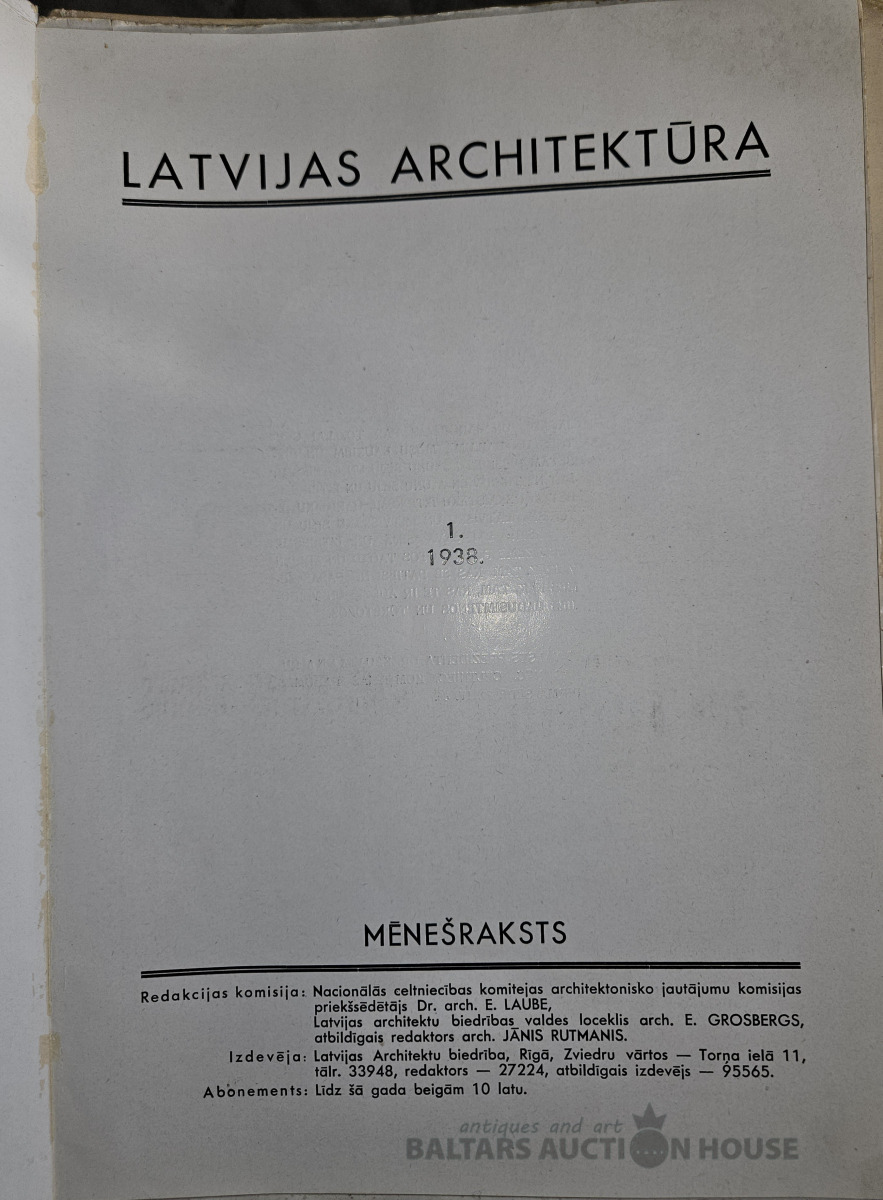 LATVIJAS ARCHITEKTŪRA
1.
1938.
MĒNEŠRAKSTS
Redakcijas komisija: Nacionālās celtniecības komitejas architektonisko jautājumu komisijas
priekšsēdētājs Dr. arch. E. LAUBE,
Latvijas architektu biedrības valdes loceklis arch. E. GROSBERGS,
atbildīgais redaktors arch. JĀNIS RUTMANIS.
Izdevēja: Latvijas Architektu biedrība, Rīgā, Zviedru vārtos — Torņa ielā 11,
tālr. 33948, redaktors — 27224, atbildīgais izdevējs — 95565.
Abonements: Līdz šā gada beigām 10 latu.
antiques and art
BALTARS AUCTION HOUSE